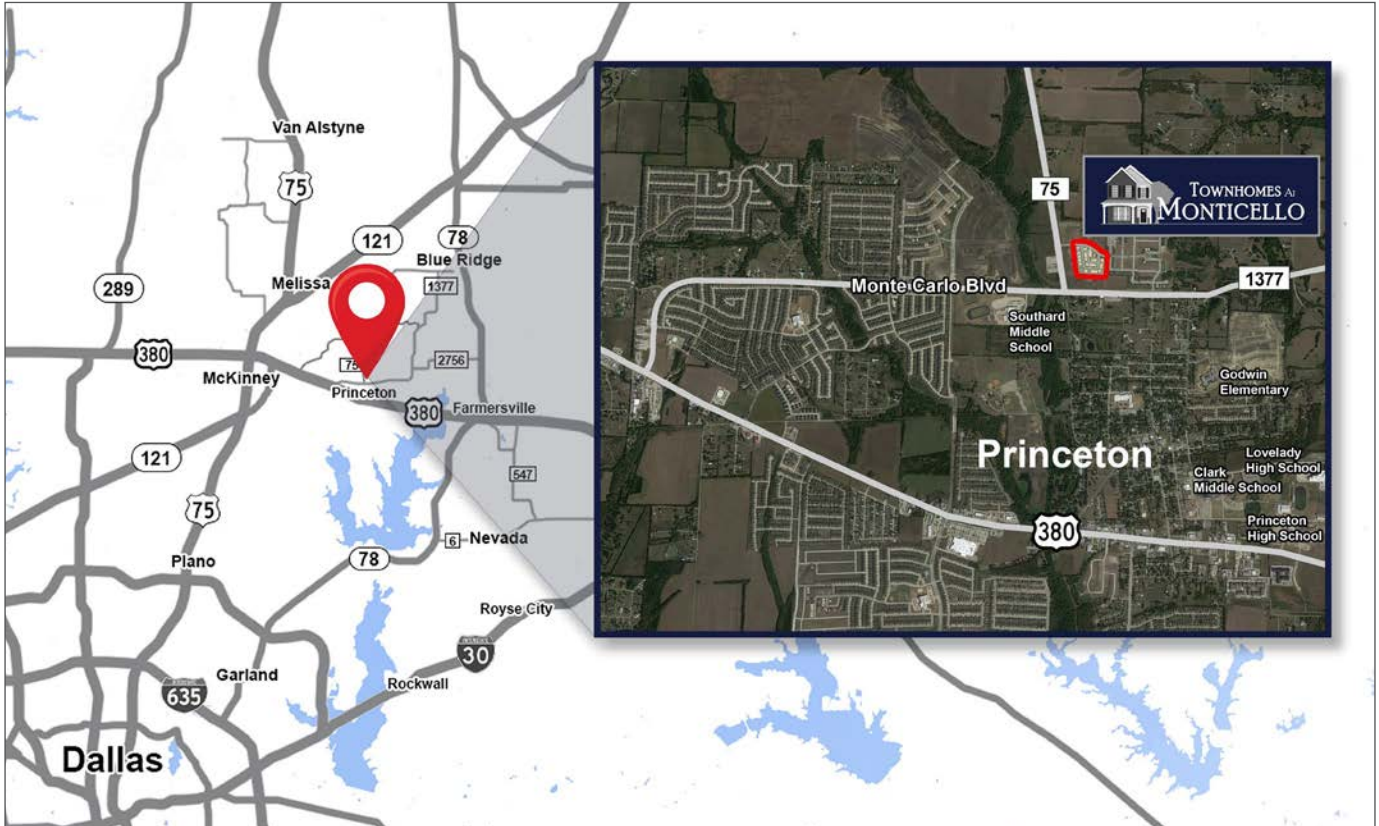 Van Alstyne
75
121
78
Blue Ridge
Melissa
1377
289
380
75
2756
McKinney
Princeton
380
Farmersville
121
547
75
6
Nevada
Plano
78
Royse City
30
Garland
Rockwall
635
Dallas
75
TOWNHOMES AT
MONTICELLO
Monte Carlo Blvd
1377
Southard
Middle
School
Godwin
Elementary
Princeton
Lovelady
High School
Clark
Middle School
380
Princeton
High School